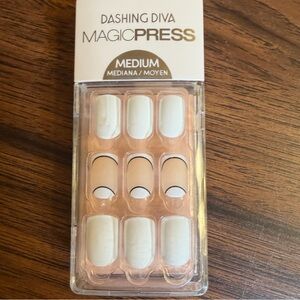 DASHING DIVA
MAGICPRESS
MEDIUM
MEDIANA / MOYEN